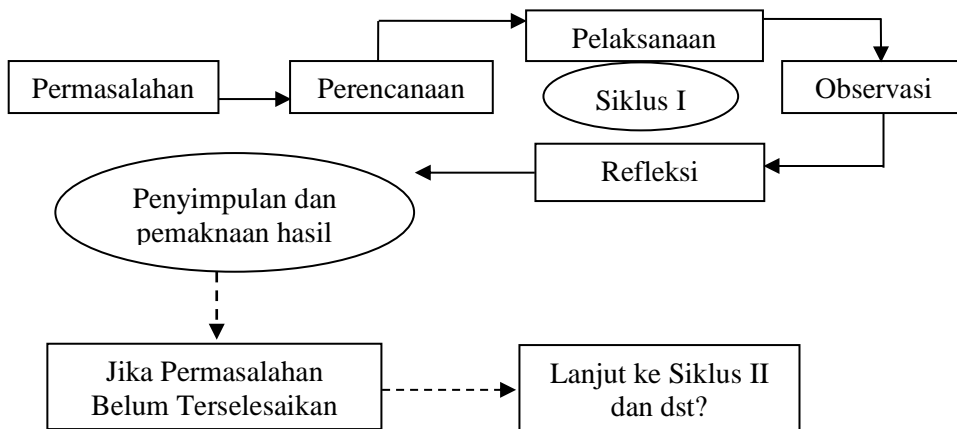 Permasalahan
Perencanaan
Pelaksanaan
Siklus I
Observasi
Refleksi
Penyimpulan dan
pemaknaan hasil
Jika Permasalahan
Belum Terselesaikan
Lanjut ke Siklus II
dan dst?